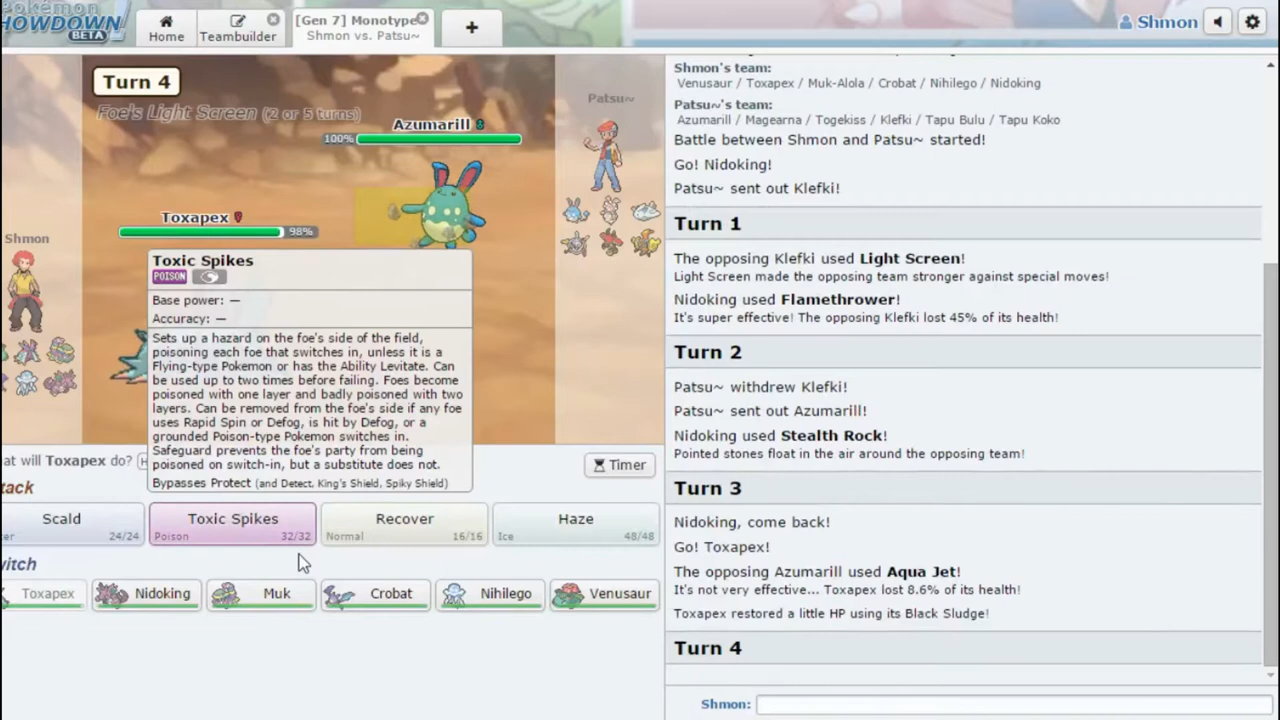 Pokémon
HOWDOWN
BETA
Home
Teambuilder
[Gen 7] Monotype
Shmon vs. Patsu~
+
Shmon
Turn 4
Foe's Light Screen (2 or 5 turns)
Patsu~
Azumarill
100%
Toxapex
98%
Shmon
Toxic Spikes
POISON
Base power: —
Accuracy: —
Sets up a hazard on the foe's side of the field,
poisoning each foe that switches in, unless it is a
Flying-type Pokemon or has the Ability Levitate. Can
be used up to two times before failing. Foes become
poisoned with one layer and badly poisoned with two
layers. Can be removed from the foe's side if any foe
uses Rapid Spin or Defog, is hit by Defog, or a
grounded Poison-type Pokemon switches in.
Safeguard prevents the foe's party from being
poisoned on switch-in, but a substitute does not.
Bypasses Protect (and Detect, King's Shield, Spiky Shield)
at will Toxapex do?
Timer
tack
Scald
ter 24/24
Toxic Spikes
Poison 32/32
Recover
Normal 16/16
Haze
Ice 48/48
witch
Toxapex
Nidoking
Muk
Crobat
Nihilego
Venusaur
Shmon's team:
Venusaur / Toxapex / Muk-Alola / Crobat / Nihilego / Nidoking
Patsu~'s team:
Azumarill / Magearna / Togekiss / Klefki / Tapu Bulu / Tapu Koko
Battle between Shmon and Patsu~ started!
Go! Nidoking!
Patsu~ sent out Klefki!
Turn 1
The opposing Klefki used Light Screen!
Light Screen made the opposing team stronger against special moves!
Nidoking used Flamethrower!
It's super effective! The opposing Klefki lost 45% of its health!
Turn 2
Patsu~ withdrew Klefki!
Patsu~ sent out Azumarill!
Nidoking used Stealth Rock!
Pointed stones float in the air around the opposing team!
Turn 3
Nidoking, come back!
Go! Toxapex!
The opposing Azumarill used Aqua Jet!
It's not very effective... Toxapex lost 8.6% of its health!
Toxapex restored a little HP using its Black Sludge!
Turn 4
Shmon: